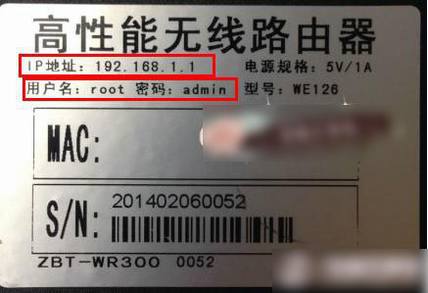 高性能无线路由器
IP地址: 192.168.1.1 电源规格: 5V/1A
用户名: root 密码: admin 型号: WE126
MAC:
S/N: 201402060052
ZBT-WR300 0052